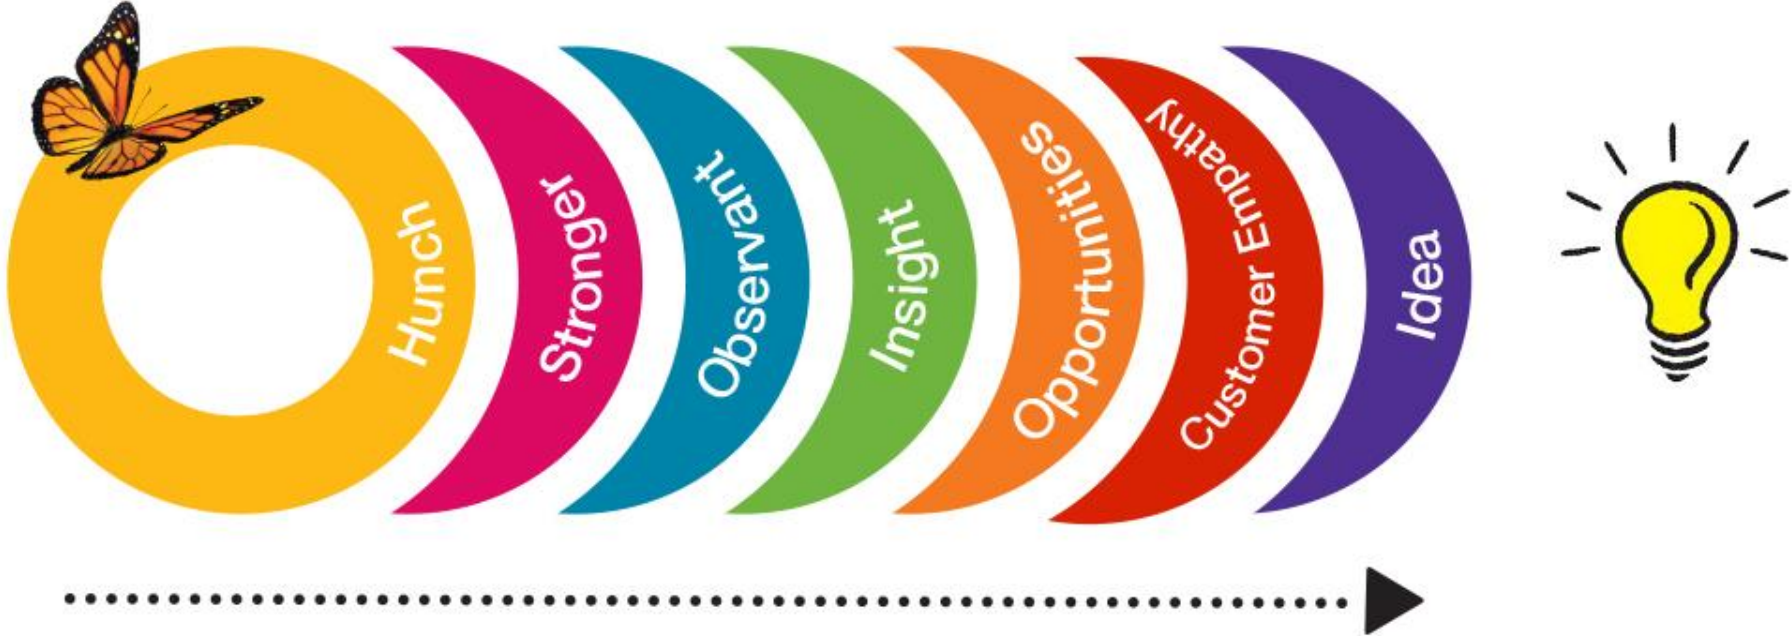 Hunch
Stronger
Observant
Insight
Opportunities
Customer Empathy
Idea